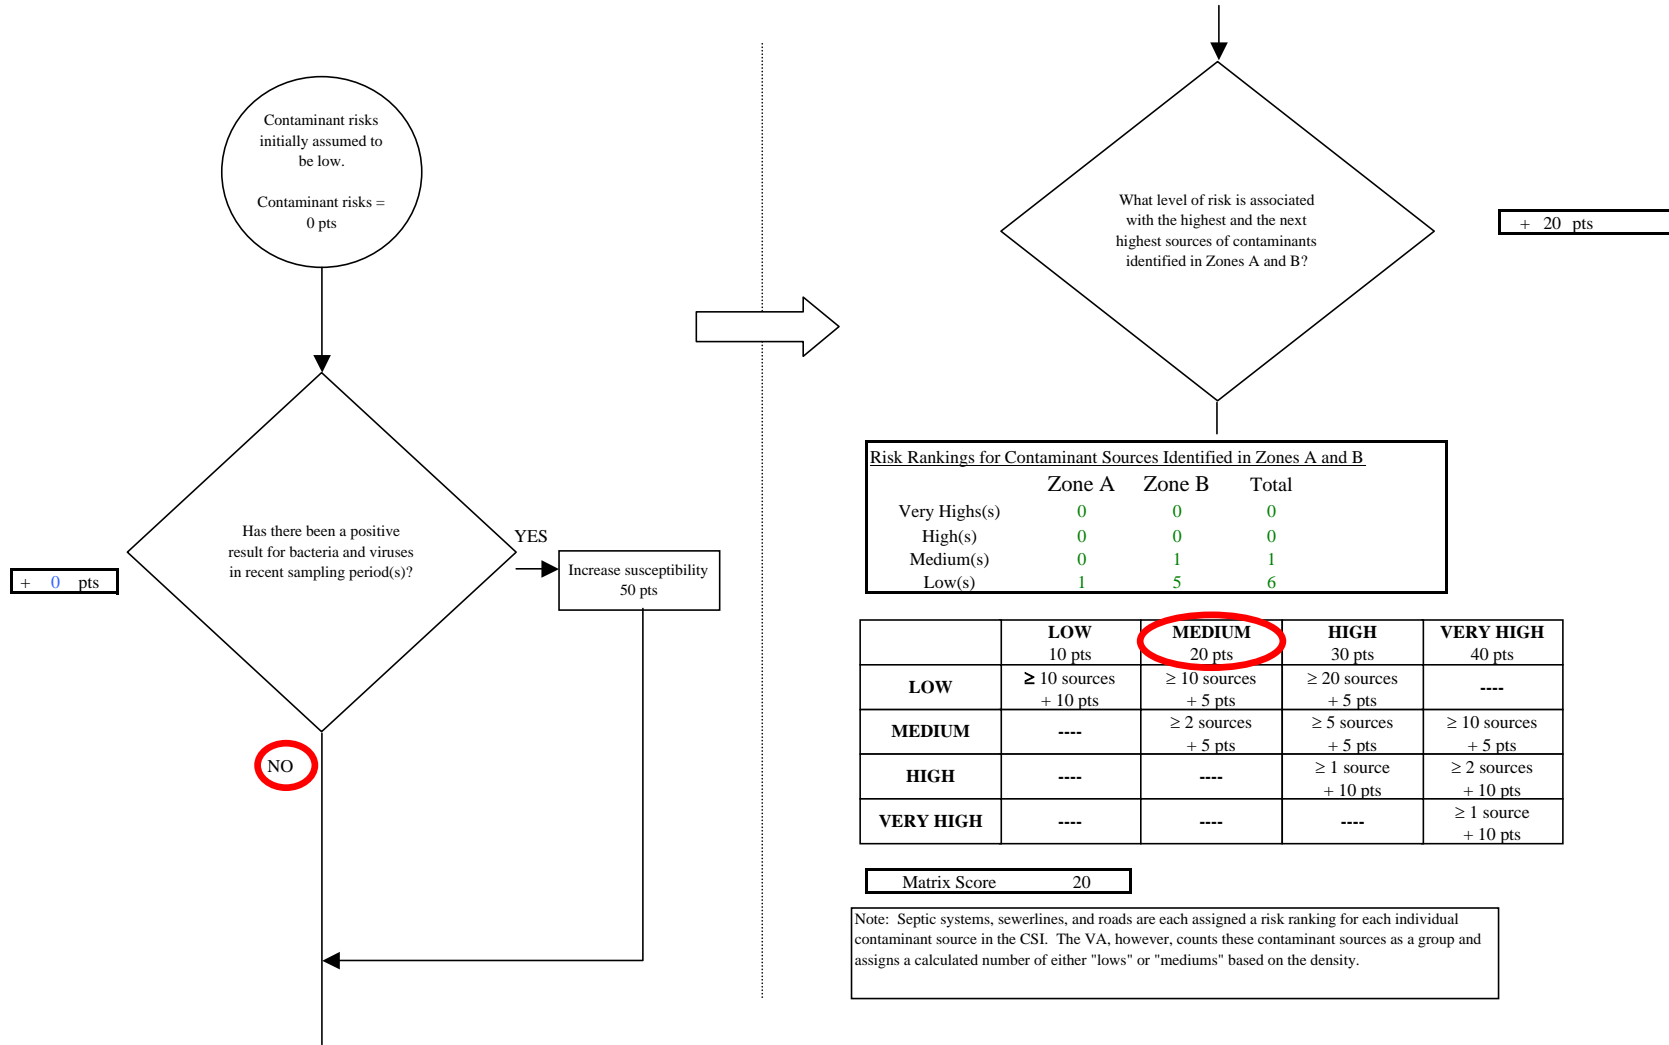 Contaminant risks
initially assumed to
be low.
Contaminant risks =
0 pts
Has there been a positive
result for bacteria and viruses
in recent sampling period(s)?
YES
Increase susceptibility
50 pts
+ 0 pts
NO
What level of risk is associated
with the highest and the next
highest sources of contaminants
identified in Zones A and B?
+ 20 pts
Risk Rankings for Contaminant Sources Identified in Zones A and B
Zone A Zone B Total
Very Highs(s) 0 0 0
High(s) 0 0 0
Medium(s) 0 1 1
Low(s) 1 5 6
LOW MEDIUM HIGH VERY HIGH
10 pts 20 pts 30 pts 40 pts
LOW ≥ 10 sources + 10 pts ≥ 10 sources + 5 pts ≥ 20 sources + 5 pts ----
MEDIUM ---- ≥ 2 sources + 5 pts ≥ 5 sources + 5 pts ≥ 10 sources + 5 pts
HIGH ---- ---- ≥ 1 source + 10 pts ≥ 2 sources + 10 pts
VERY HIGH ---- ---- ---- ≥ 1 source + 10 pts
Matrix Score 20
Note: Septic systems, sewerlines, and roads are each assigned a risk ranking for each individual
contaminant source in the CSI. The VA, however, counts these contaminant sources as a group and
assigns a calculated number of either "lows" or "mediums" based on the density.